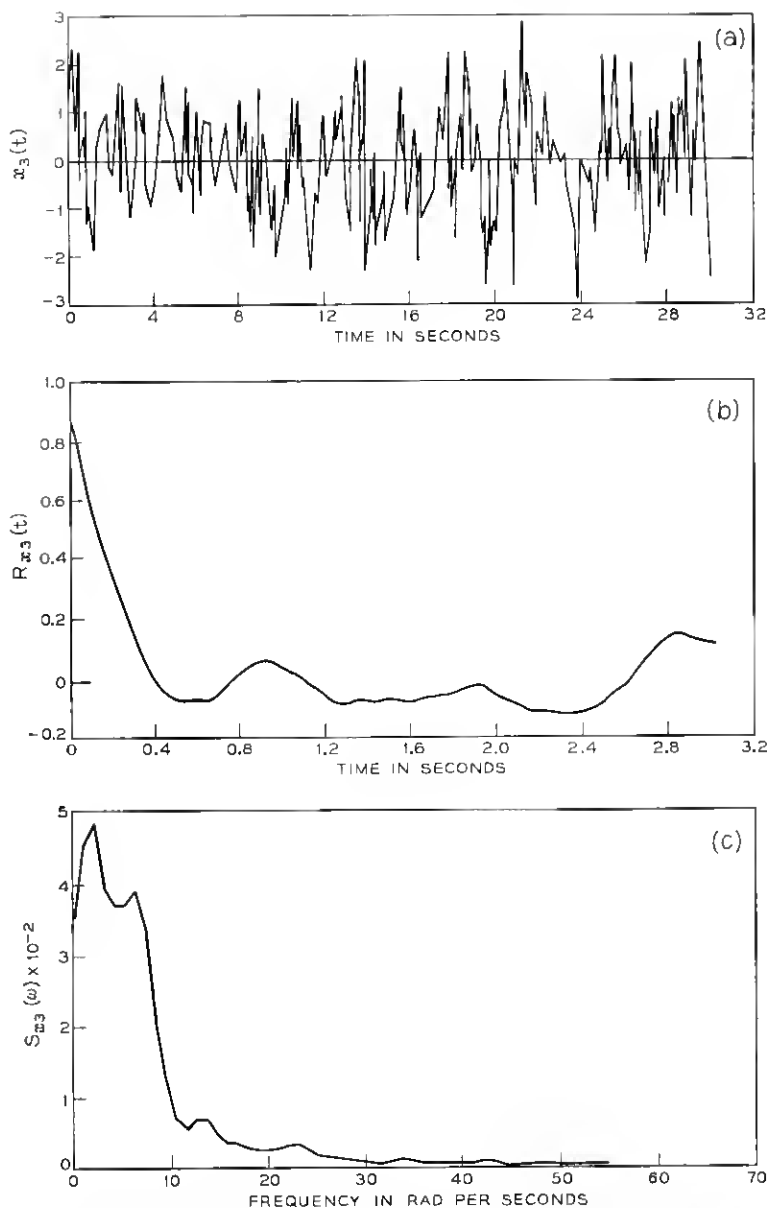 (a)
3
2
1
0
-1
-2
-3
x₃(t)
0 4 8 12 16 20 24 28 32
TIME IN SECONDS
(b)
1.0
0.8
0.6
0.4
0.2
0
-0.2
Rₓ₃(t)
0 0.4 0.8 1.2 1.6 2.0 2.4 2.8 3.2
TIME IN SECONDS
(c)
5
4
3
2
1
0
Sₓ₃(ω) × 10⁻²
0 10 20 30 40 50 60 70
FREQUENCY IN RAD PER SECONDS